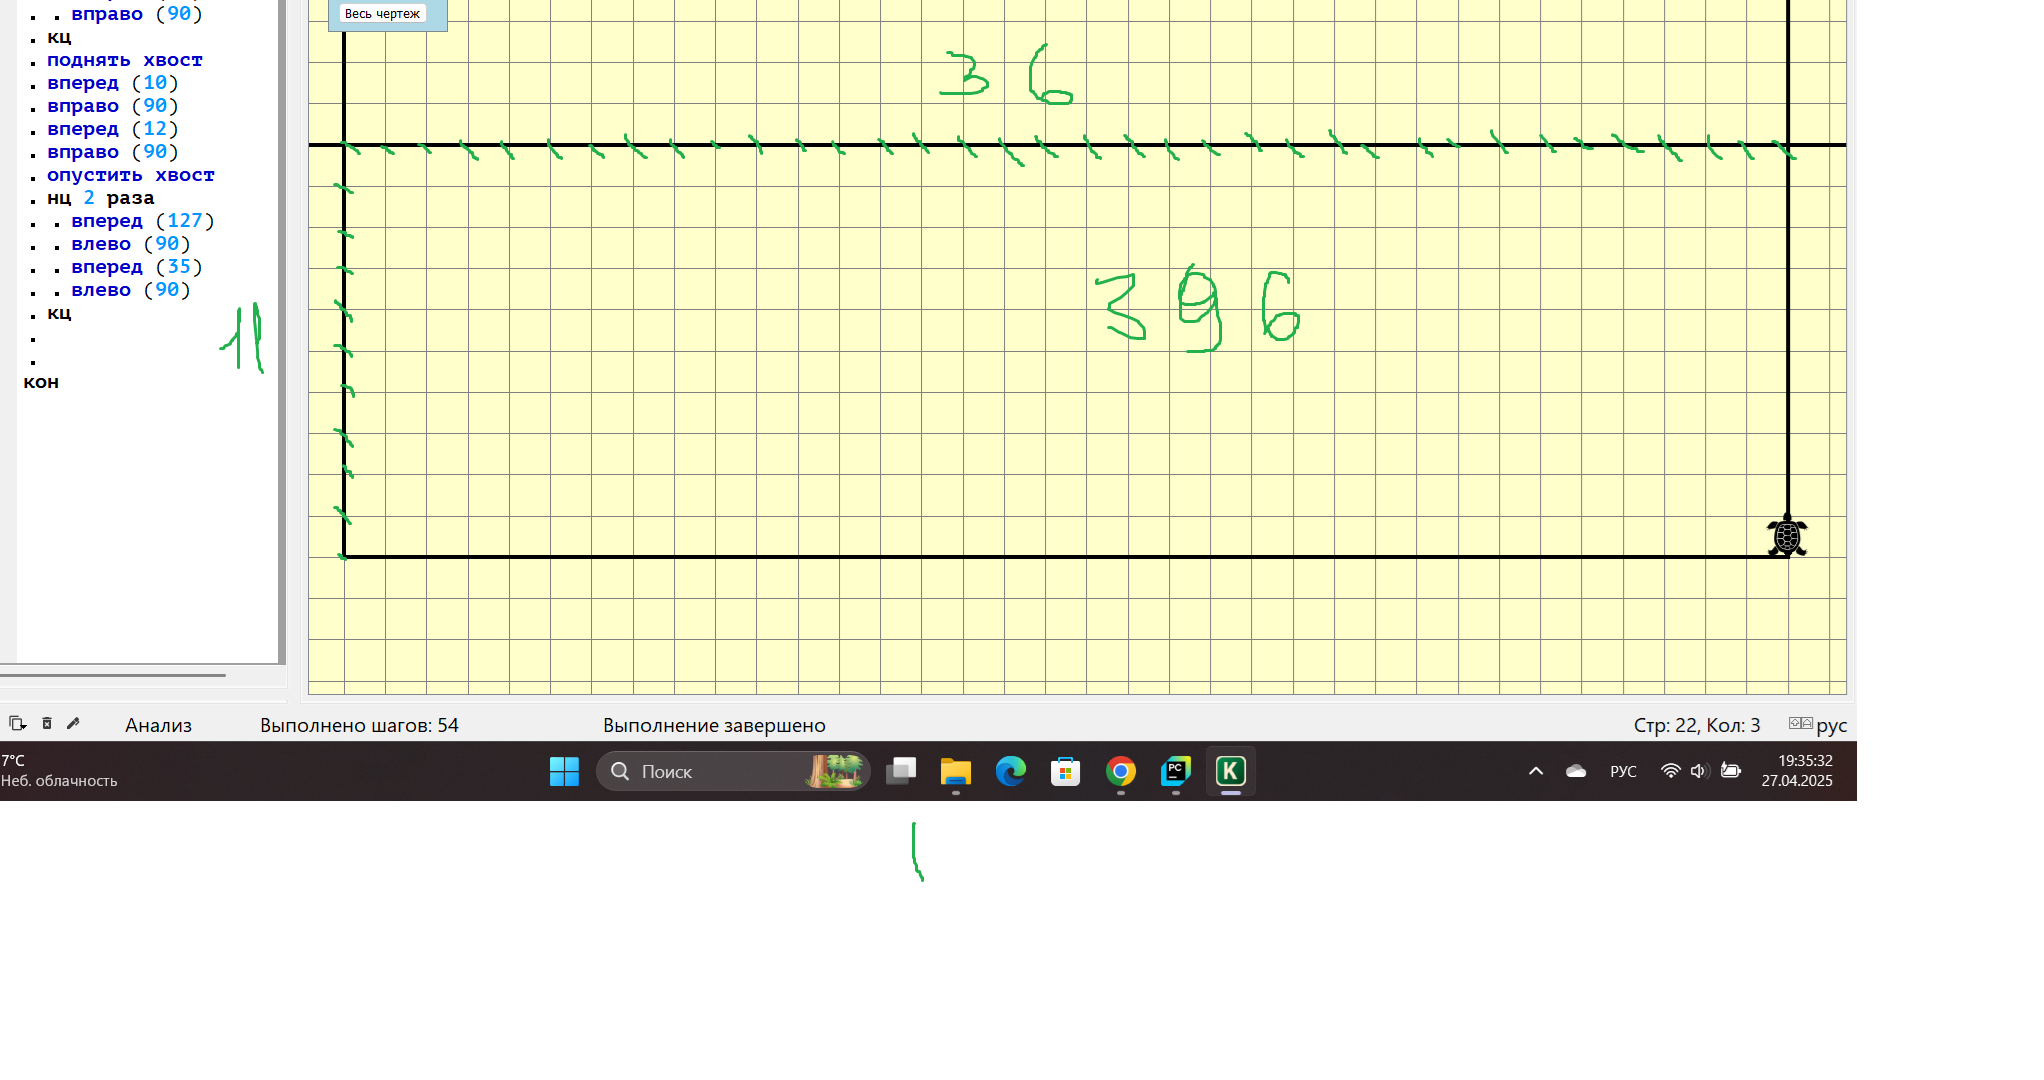 вправо (90)
кц
поднять хвост
вперед (10)
вправо (90)
вперед (12)
вправо (90)
опустить хвост
нц 2 раза
вперед (127)
влево (90)
вперед (35)
влево (90)
кц
кон
11
Весь чертеж
36
396
Анализ
Выполнено шагов: 54
Выполнение завершено
Стр: 22, Кол: 3
рус
7°C
Неб. облачность
Поиск
PC
K
РУС
19:35:32
27.04.2025